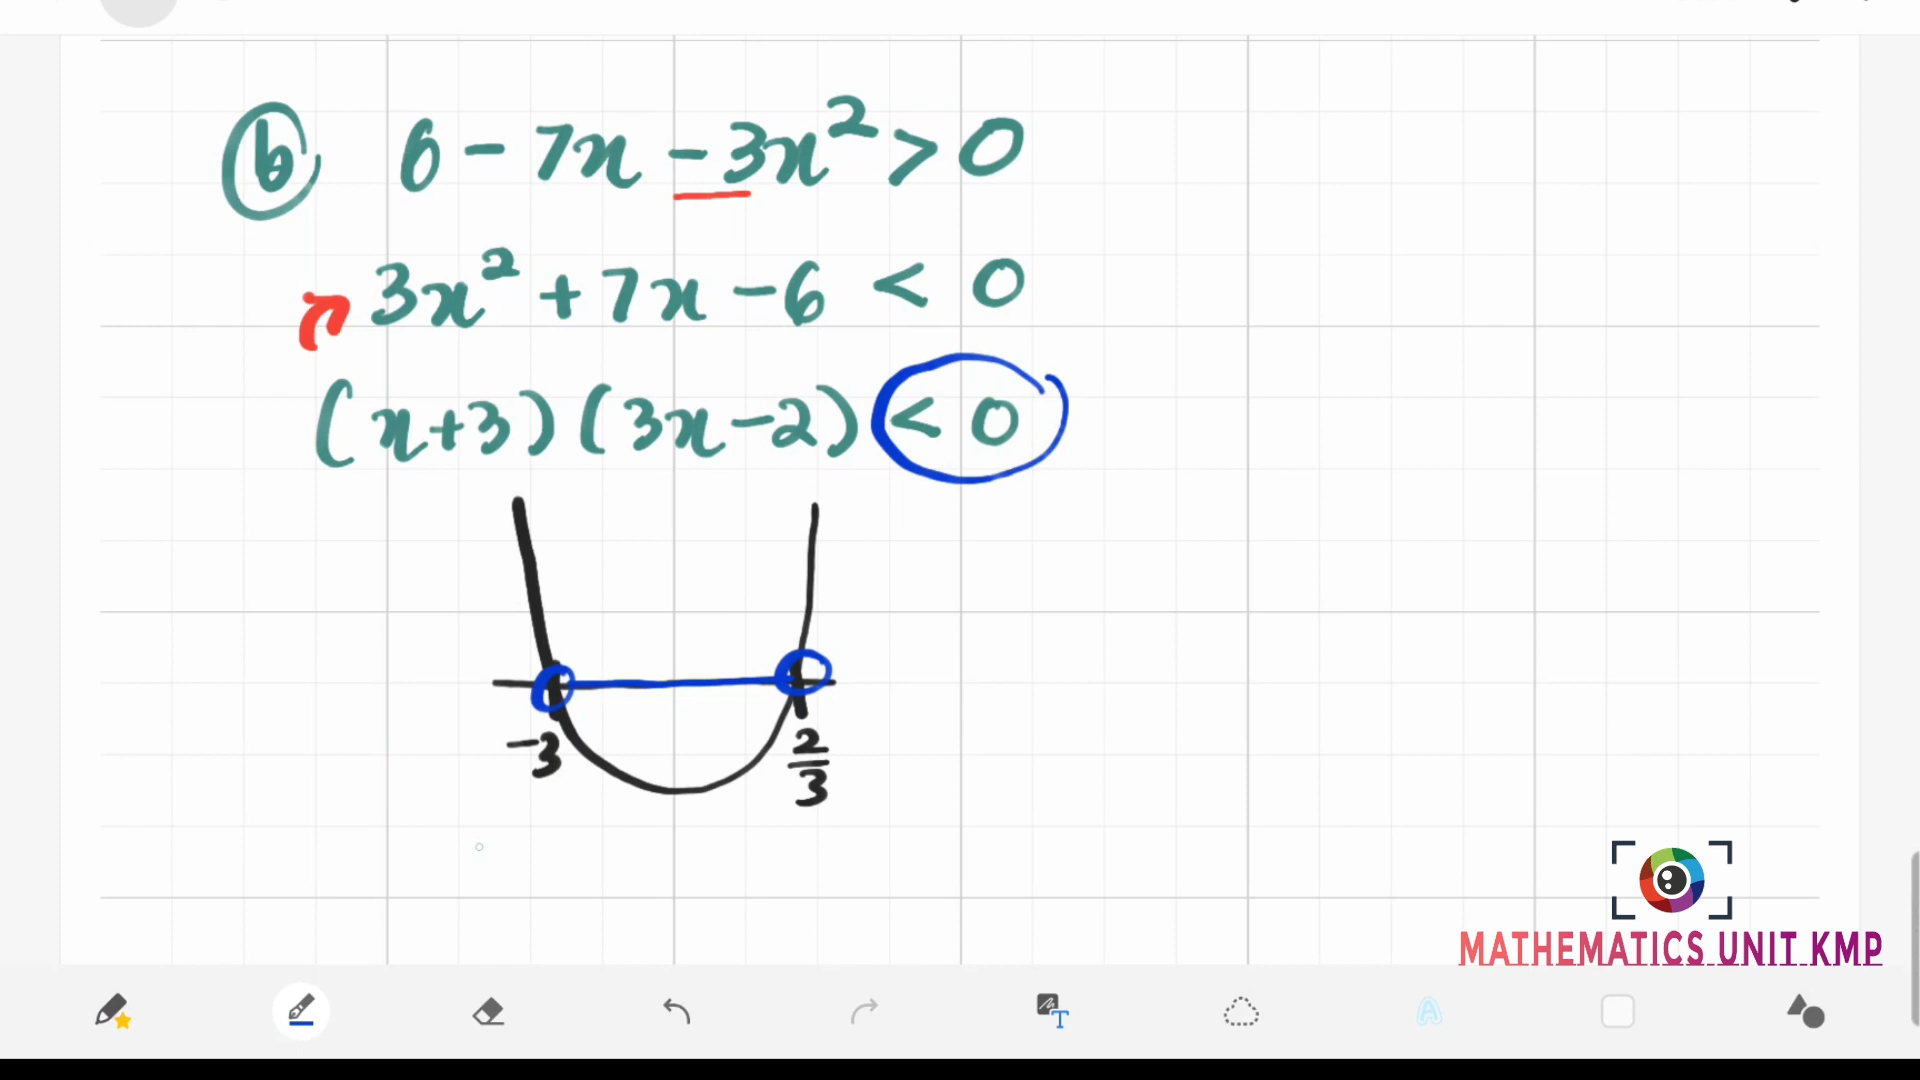 b 6 - 7x - 3x² > 0
3x² + 7x - 6 < 0
(x+3)(3x-2) < 0
-3
2/3
MATHEMATICS UNIT KMP
T
A